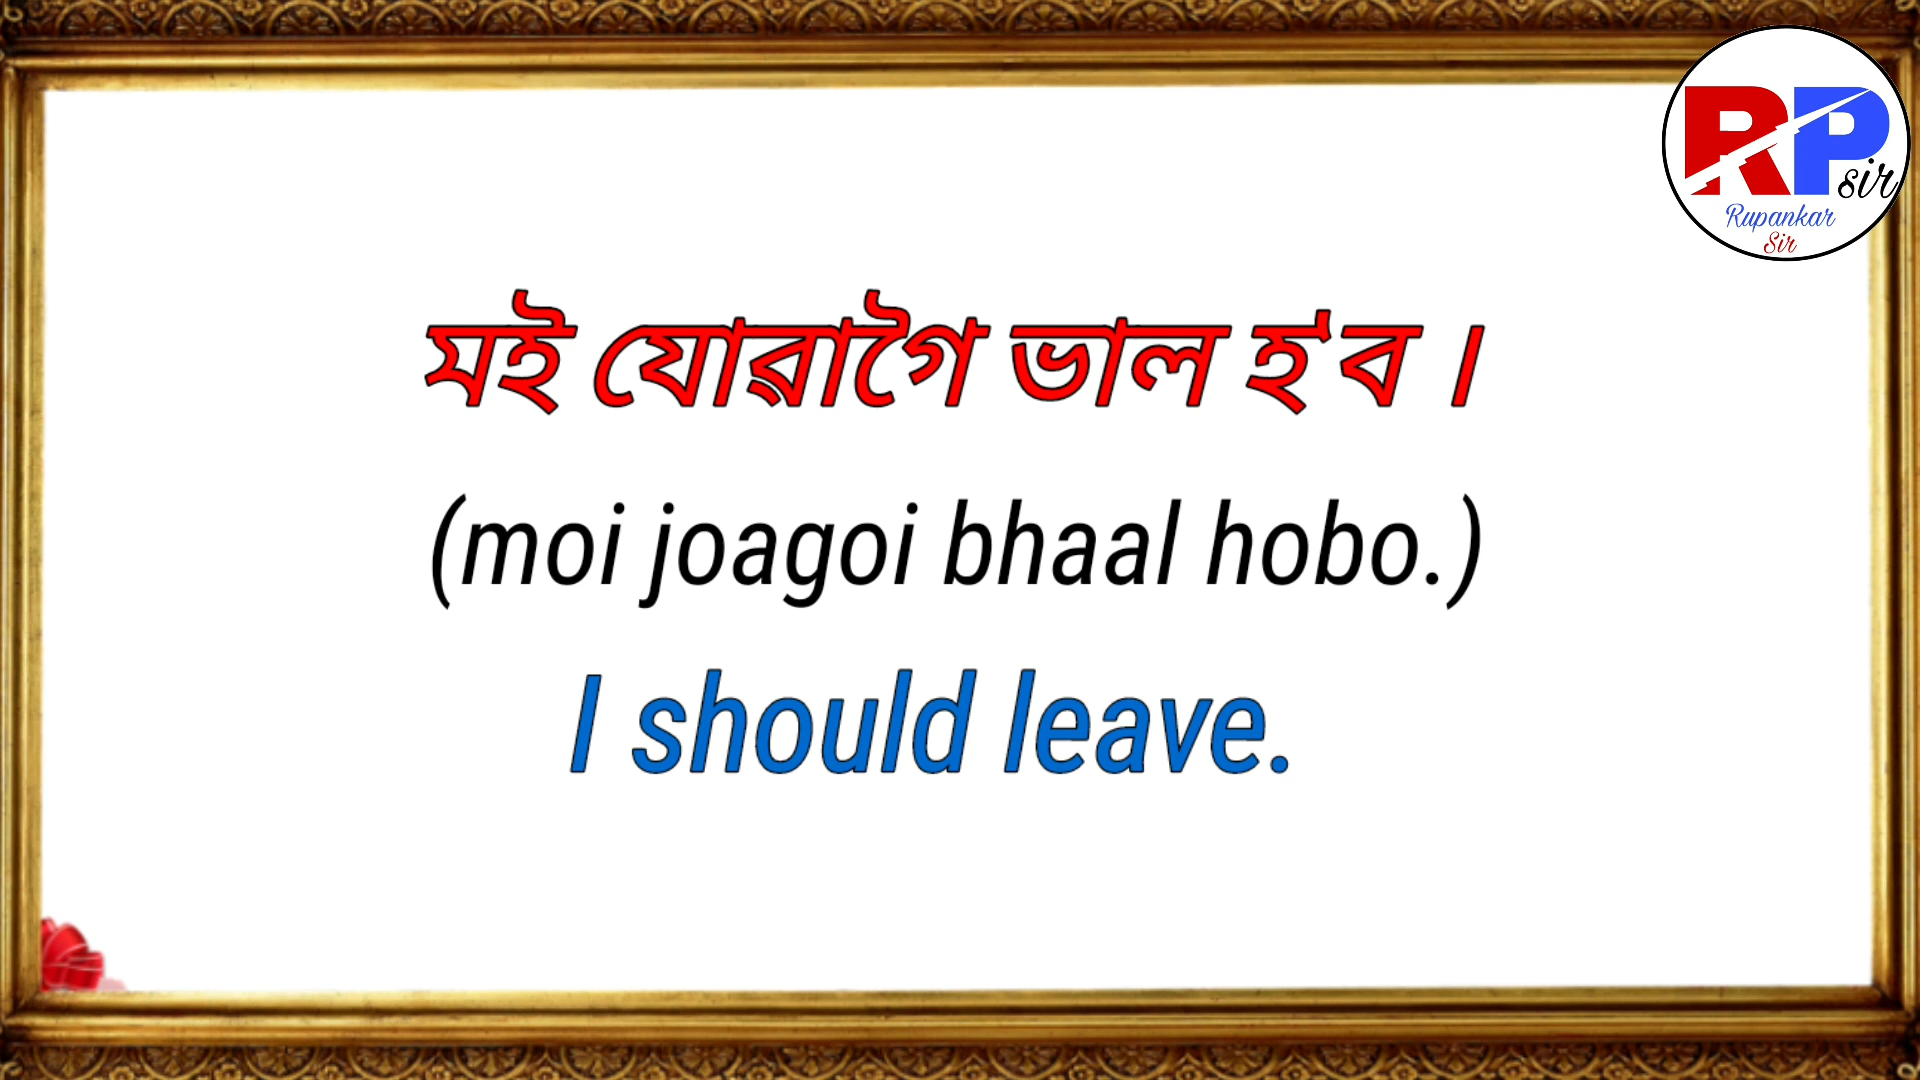 RP sir
Rupankar
Sir
মই যোৱাগৈ ভাল হ'ব ।
(moi joagoi bhaal hobo.)
I should leave.